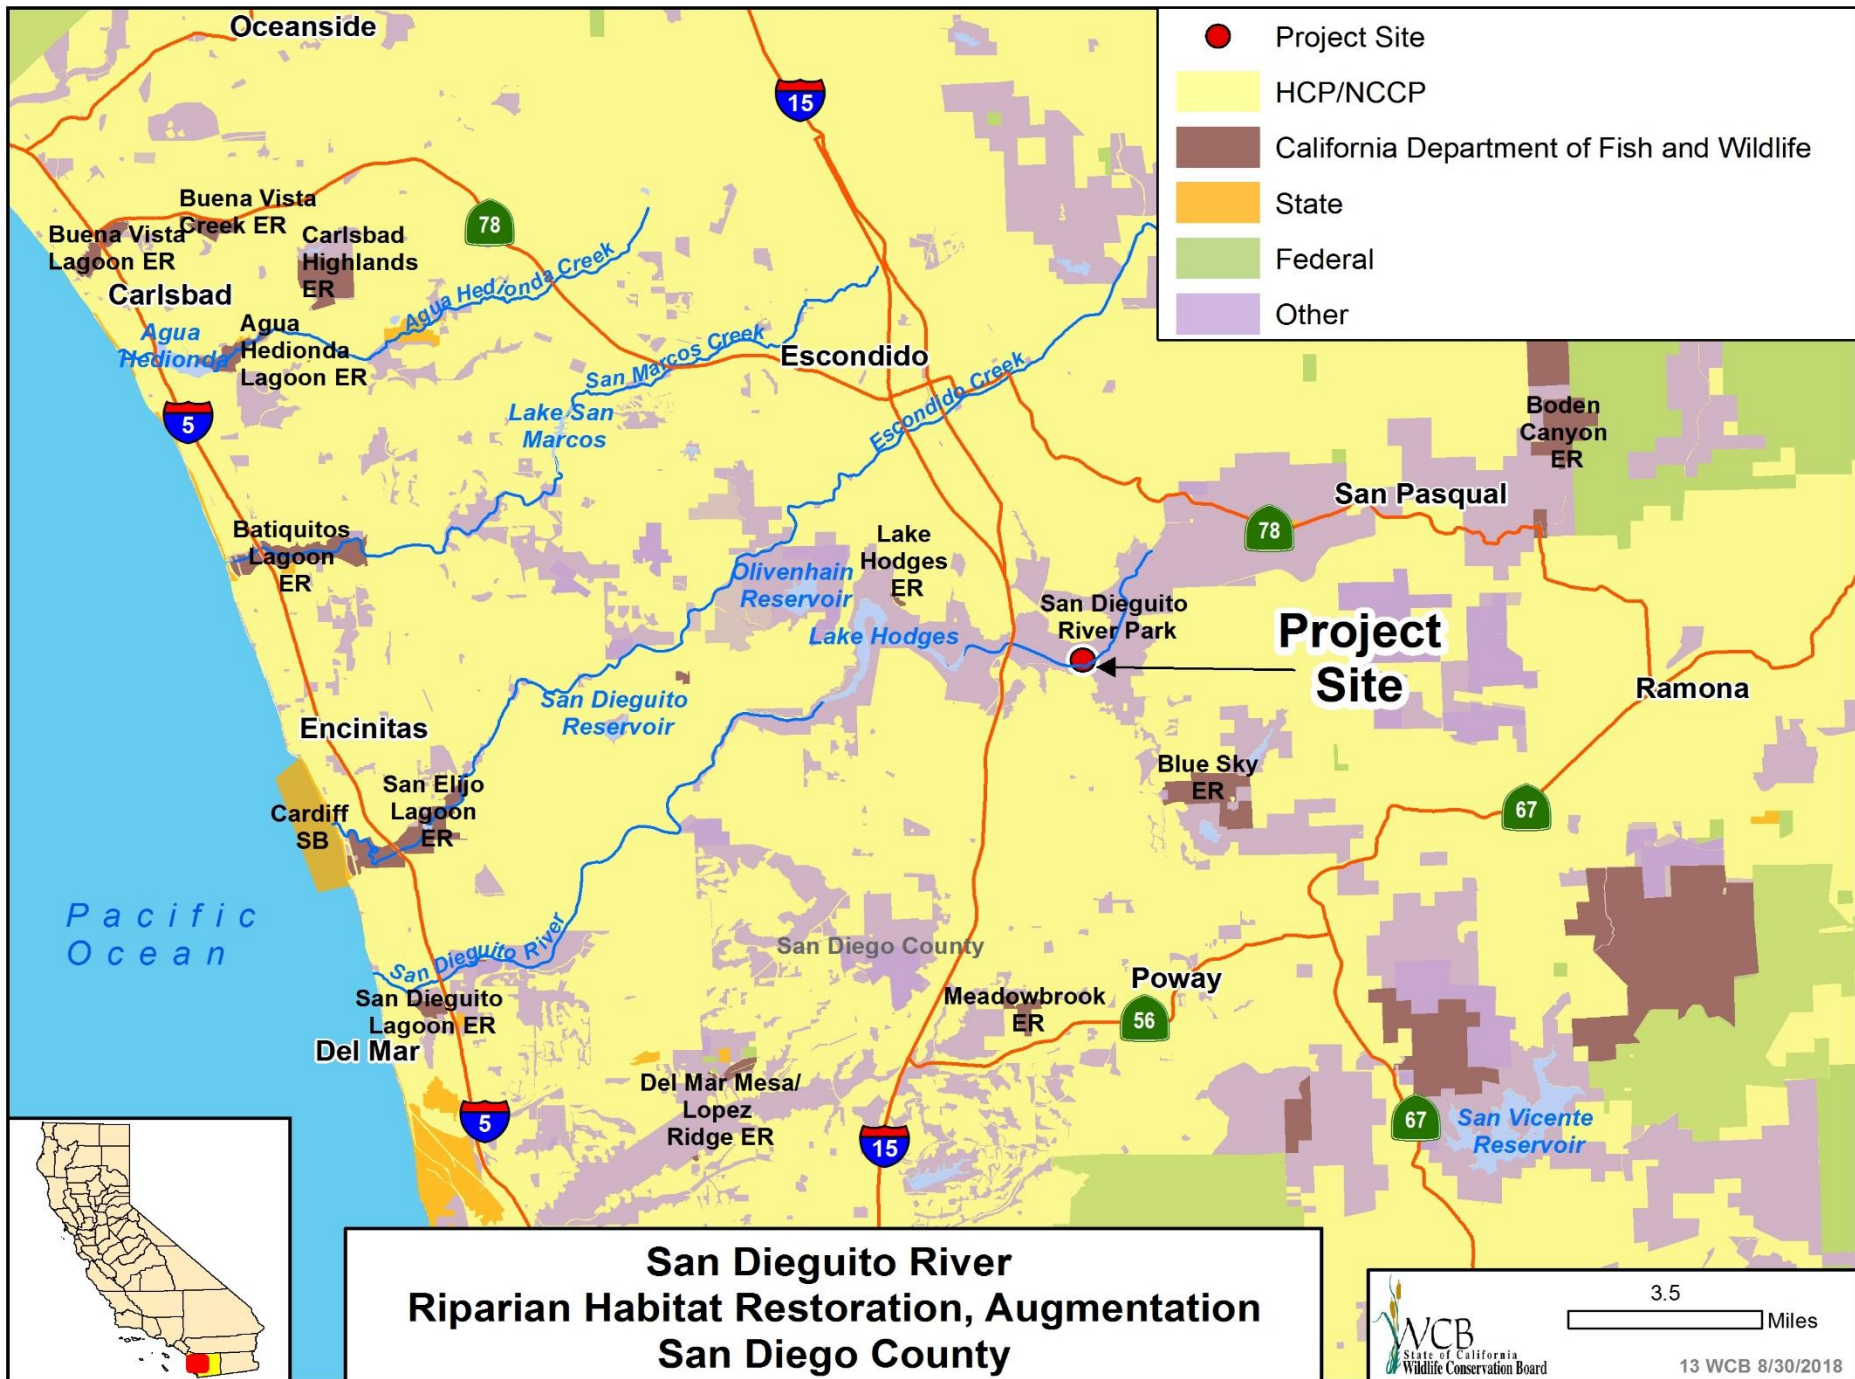 Oceanside
15
Project Site
HCP/NCCP
California Department of Fish and Wildlife
State
Federal
Other
Buena Vista
Creek ER
Buena Vista
Lagoon ER
Carlsbad
Highlands
ER
78
Agua Hedionda Creek
Carlsbad
Agua
Hedionda
Agua
Hedionda
Lagoon ER
San Marcos Creek
Escondido
Escondido Creek
5
Lake San
Marcos
Boden
Canyon
ER
San Pasqual
78
Batiquitos
Lagoon
ER
Lake
Hodges
ER
Olivenhain
Reservoir
Lake Hodges
San Dieguito
River Park
Project
Site
Ramona
San Dieguito
Reservoir
Encinitas
Blue Sky
ER
San Elijo
Lagoon
ER
Cardiff
SB
67
Pacific
Ocean
San Dieguito River
San Diego County
Poway
San Dieguito
Lagoon ER
Meadowbrook
ER
56
Del Mar
Del Mar Mesa/
Lopez
Ridge ER
5
15
67
San Vicente
Reservoir
San Dieguito River
Riparian Habitat Restoration, Augmentation
San Diego County
3.5
Miles
WCB
State of California
Wildlife Conservation Board
13 WCB 8/30/2018